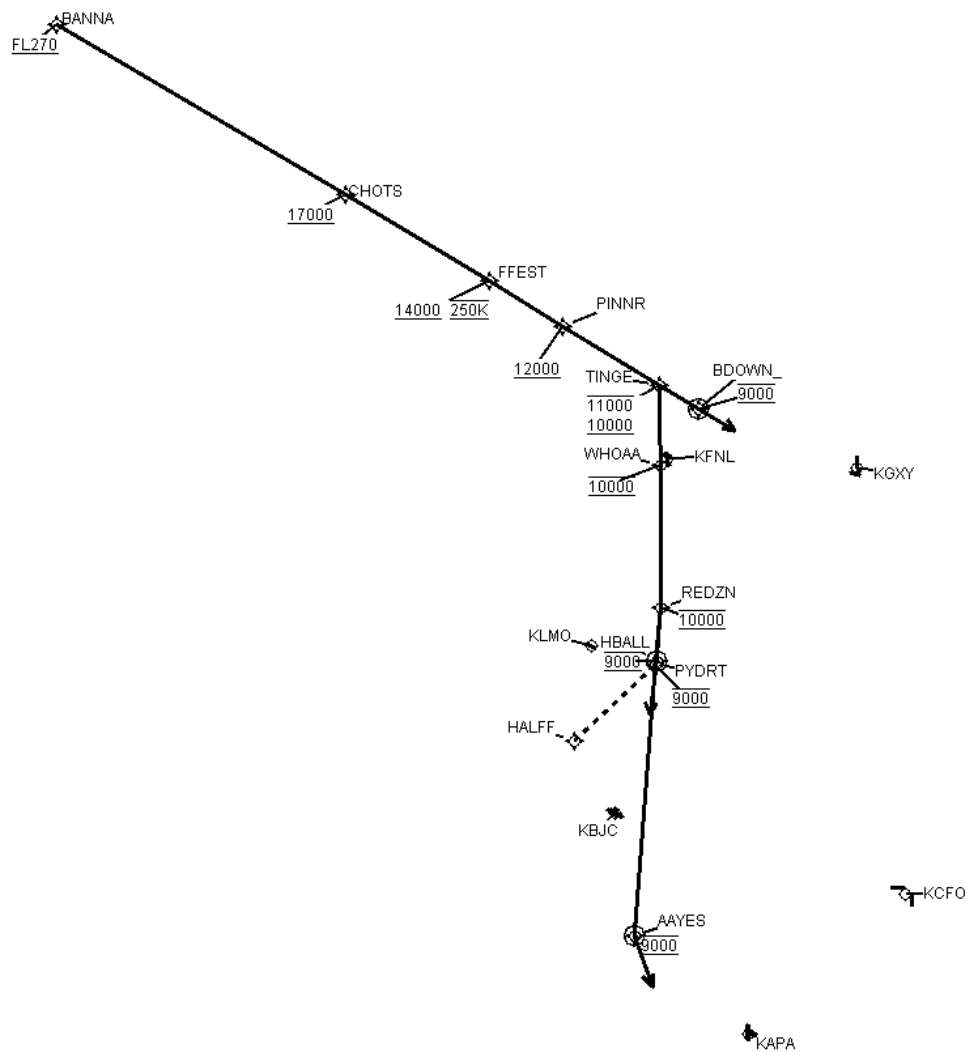 BANNA
FL270
CHOTS
17000
FFEST
14000 250K
PINNR
12000
BDOWN_
9000
TINGE
11000
10000
WHOAA
10000
KFNL
KGXY
REDZN
10000
KLMO
HBALL
9000
PYDRT
9000
HALFF
KBJC
KCFO
AAYES
9000
KAPA